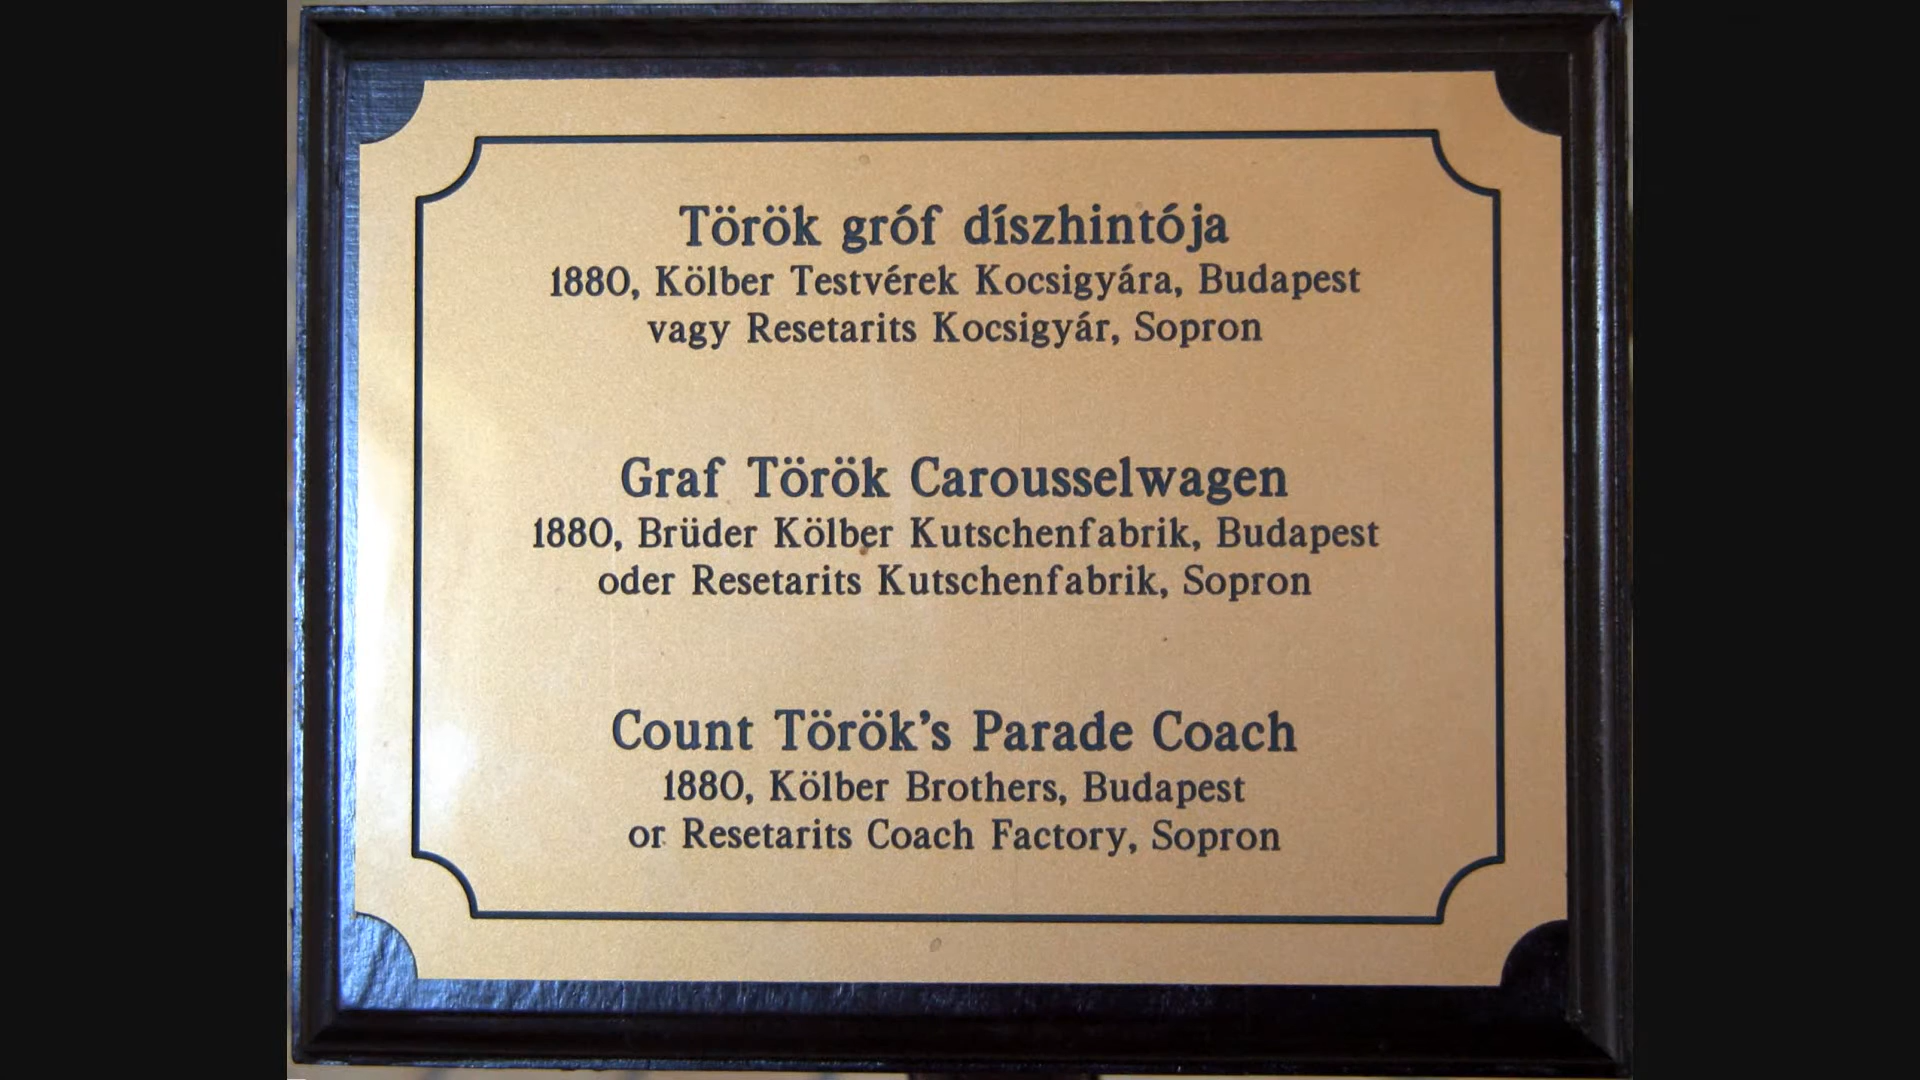 Török gróf díszhintója
1880, Kölber Testvérek Kocsigyára, Budapest
vagy Resetarits Kocsigyár, Sopron
Graf Török Carousselwagen
1880, Brüder Kölber Kutschenfabrik, Budapest
oder Resetarits Kutschenfabrik, Sopron
Count Török's Parade Coach
1880, Kölber Brothers, Budapest
or Resetarits Coach Factory, Sopron